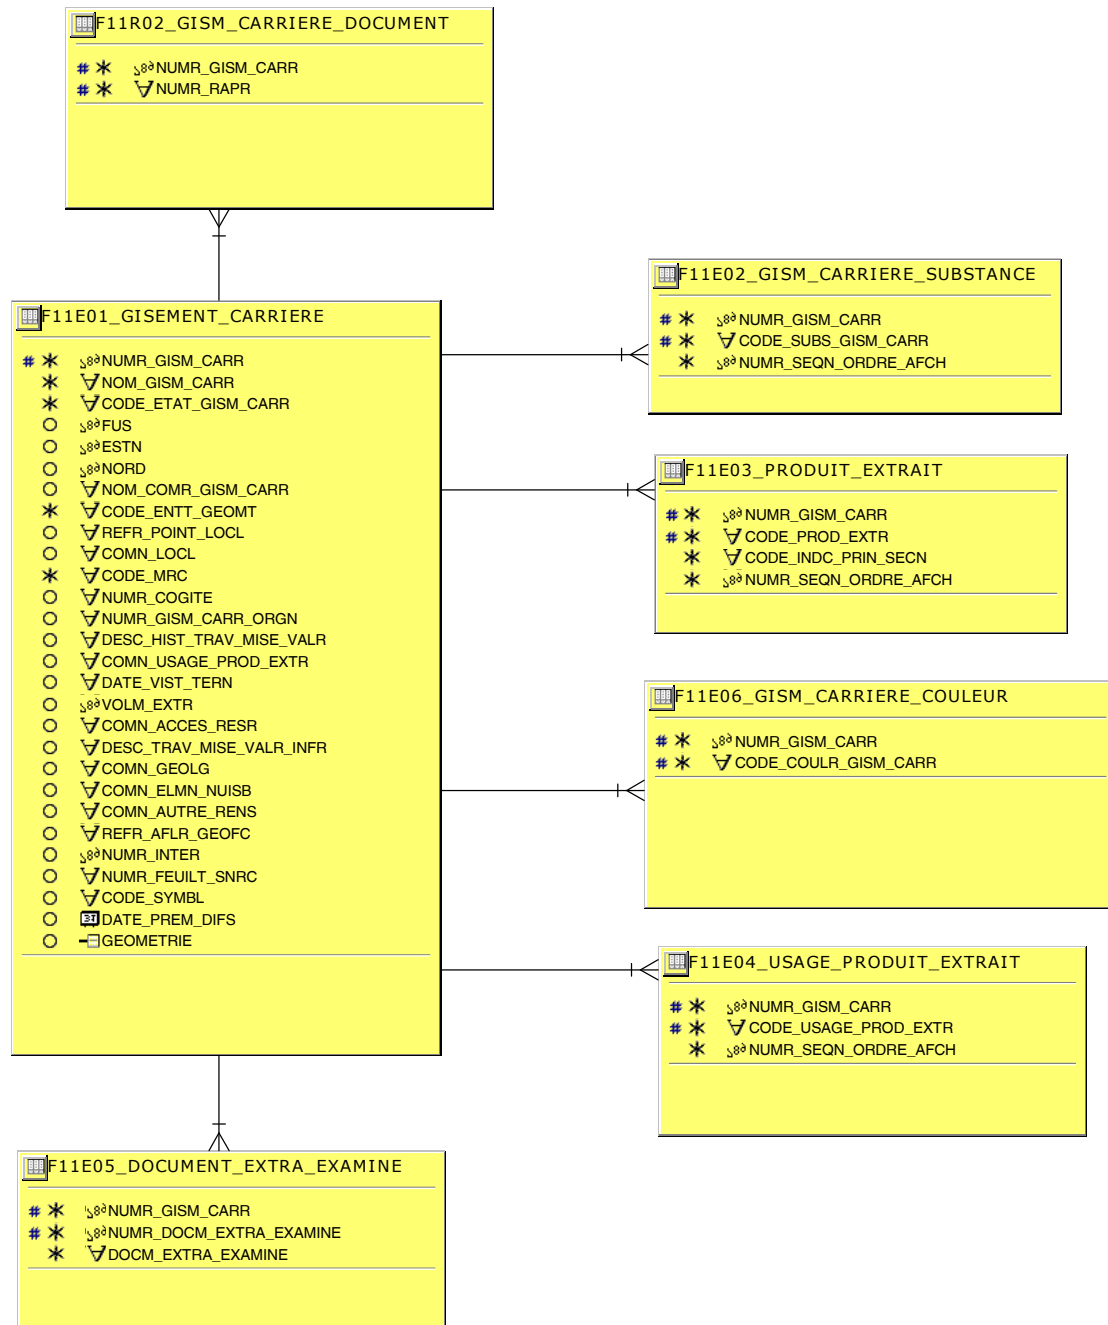 F11R02_GISM_CARRIERE_DOCUMENT
# * NUMR_GISM_CARR
# * NUMR_RAPR
F11E01_GISEMENT_CARRIERE
# * NUMR_GISM_CARR
* NOM_GISM_CARR
* CODE_ETAT_GISM_CARR
FUS
ESTN
NORD
NOM_COMR_GISM_CARR
* CODE_ENTT_GEOMT
REFR_POINT_LOCL
COMN_LOCL
* CODE_MRC
NUMR_COGITE
NUMR_GISM_CARR_ORGN
DESC_HIST_TRAV_MISE_VALR
COMN_USAGE_PROD_EXTR
DATE_VIST_TERN
VOLM_EXTR
COMN_ACCES_RESR
DESC_TRAV_MISE_VALR_INFR
COMN_GEOLG
COMN_ELMN_NUISB
COMN_AUTRE_RENS
REFR_AFLR_GEOFC
NUMR_INTER
NUMR_FEUILT_SNRC
CODE_SYMBL
DATE_PREM_DIFS
GEOMETRIE
F11E02_GISM_CARRIERE_SUBSTANCE
# * NUMR_GISM_CARR
# * CODE_SUBS_GISM_CARR
* NUMR_SEQN_ORDRE_AFCH
F11E03_PRODUIT_EXTRAIT
# * NUMR_GISM_CARR
# * CODE_PROD_EXTR
* CODE_INDC_PRIN_SECN
* NUMR_SEQN_ORDRE_AFCH
F11E06_GISM_CARRIERE_COULEUR
# * NUMR_GISM_CARR
# * CODE_COULR_GISM_CARR
F11E04_USAGE_PRODUIT_EXTRAIT
# * NUMR_GISM_CARR
# * CODE_USAGE_PROD_EXTR
* NUMR_SEQN_ORDRE_AFCH
F11E05_DOCUMENT_EXTRA_EXAMINE
# * NUMR_GISM_CARR
# * NUMR_DOCM_EXTRA_EXAMINE
* DOCM_EXTRA_EXAMINE